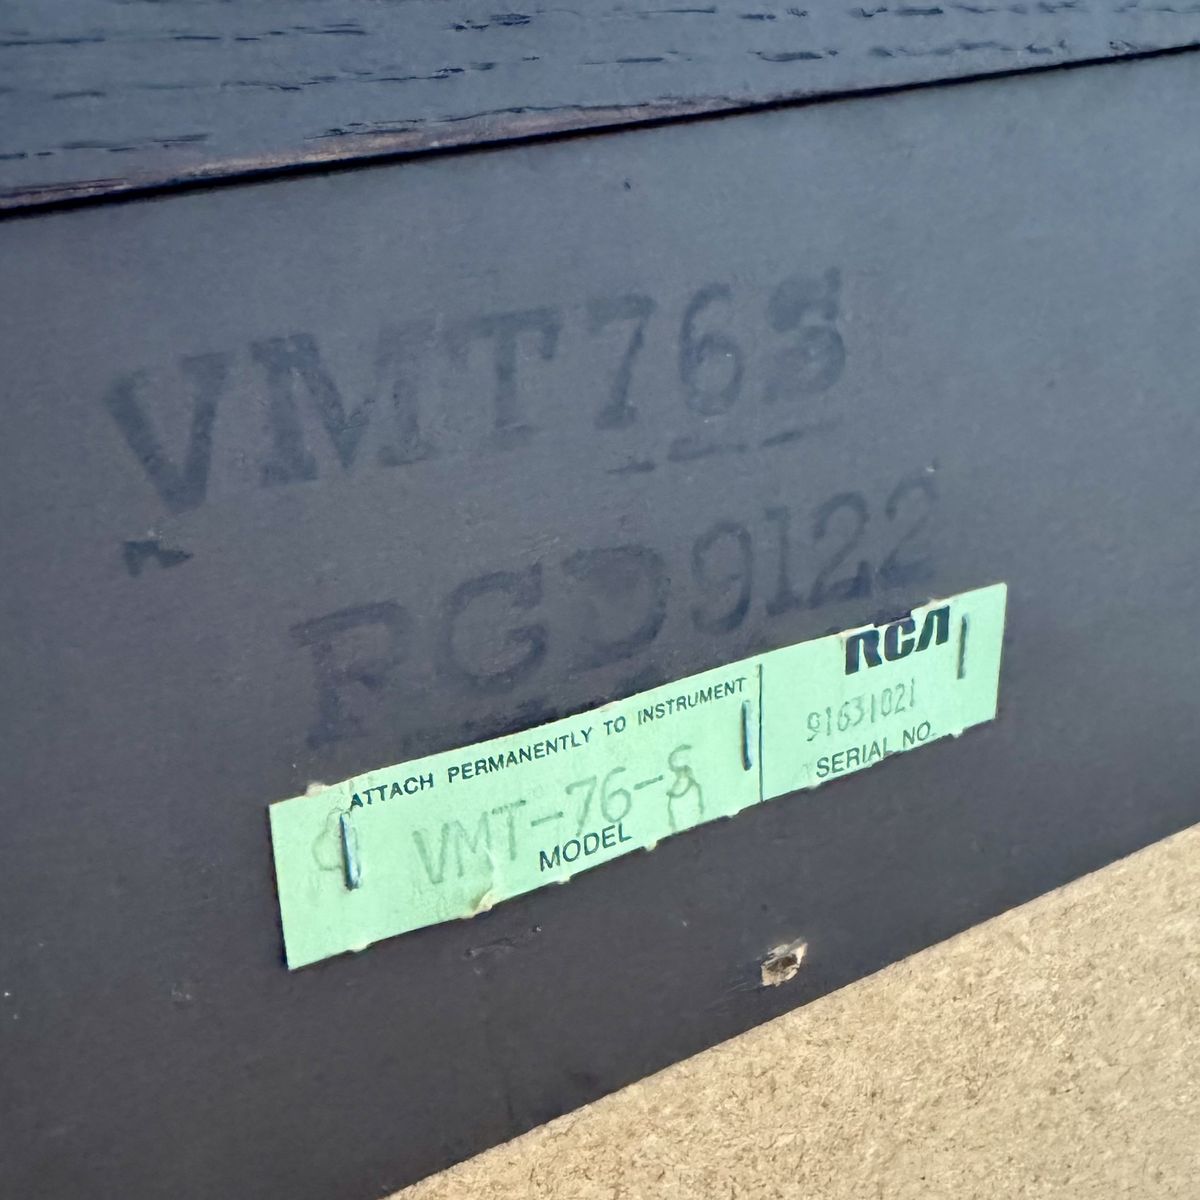 VMT76S
PGD9122
RCA
ATTACH PERMANENTLY TO INSTRUMENT
91631021
VMT-76-S
SERIAL NO.
MODEL